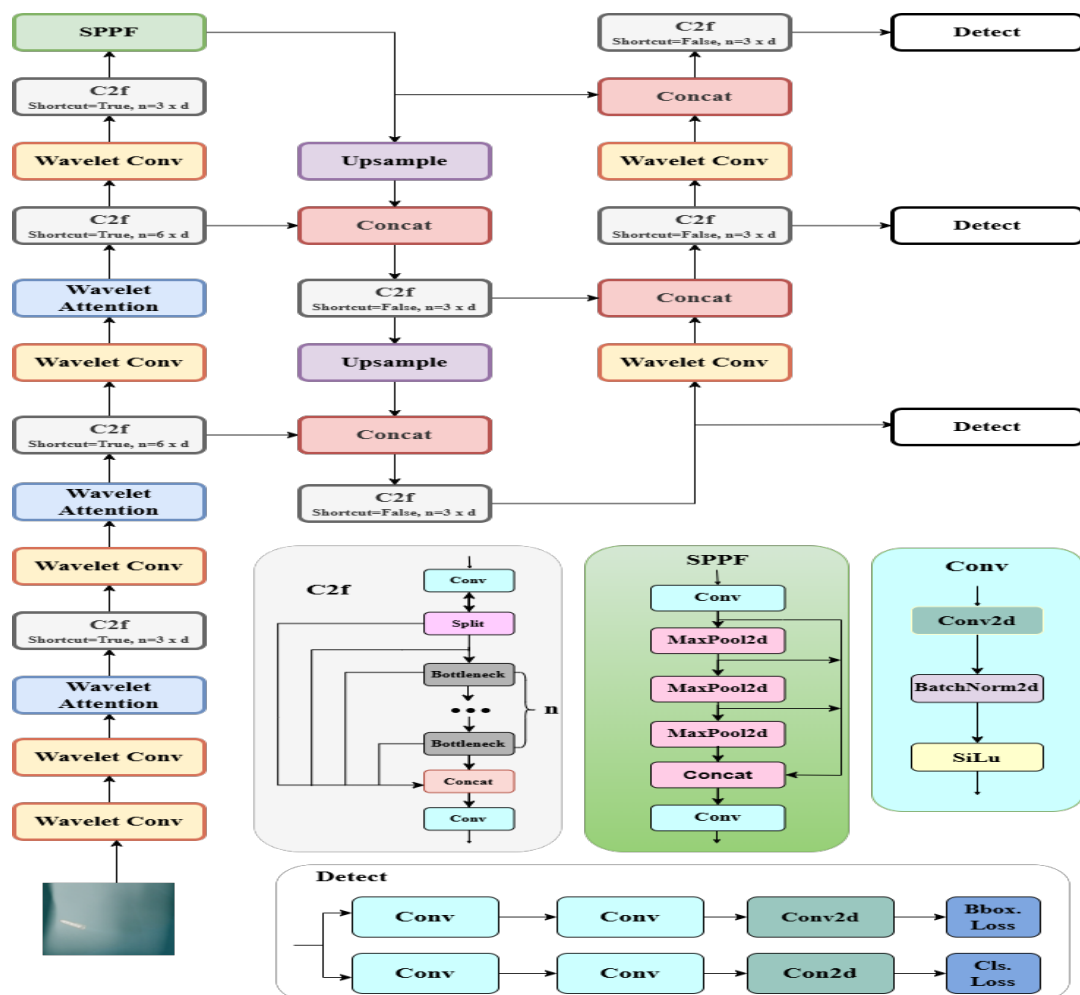 SPPF
C2f
Shortcut=True, n=3 x d
Wavelet Conv
C2f
Shortcut=True, n=6 x d
Wavelet
Attention
Wavelet Conv
C2f
Shortcut=True, n=6 x d
Wavelet
Attention
Wavelet Conv
C2f
Shortcut=True, n=3 x d
Wavelet
Attention
Wavelet Conv
Wavelet Conv
Upsample
Concat
C2f
Shortcut=False, n=3 x d
Upsample
Concat
C2f
Shortcut=False, n=3 x d
C2f
Shortcut=False, n=3 x d
Concat
Wavelet Conv
C2f
Shortcut=False, n=3 x d
Concat
Wavelet Conv
Detect
Detect
Detect
C2f
Conv
Split
Bottleneck
n
Bottleneck
Concat
Conv
SPPF
Conv
MaxPool2d
MaxPool2d
MaxPool2d
Concat
Conv
Conv
Conv2d
BatchNorm2d
SiLu
Detect
Conv
Conv
Conv2d
Bbox.
Loss
Conv
Conv
Con2d
Cls.
Loss